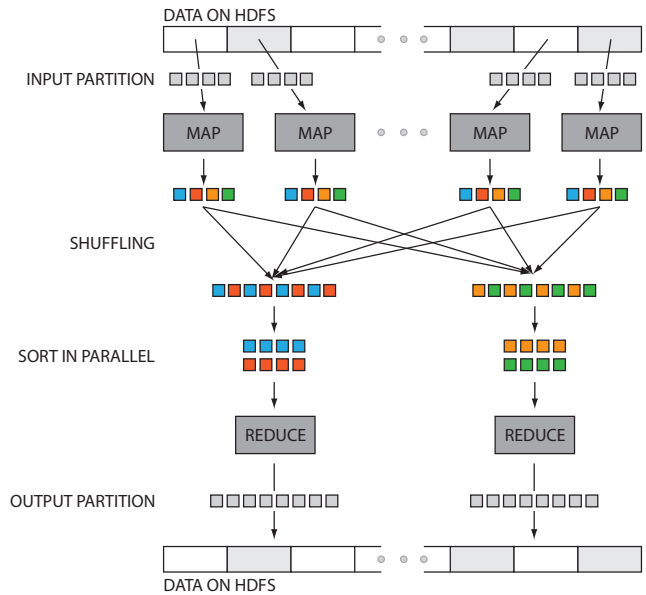 DATA ON HDFS
INPUT PARTITION
MAP MAP MAP MAP
SHUFFLING
SORT IN PARALLEL
REDUCE REDUCE
OUTPUT PARTITION
DATA ON HDFS